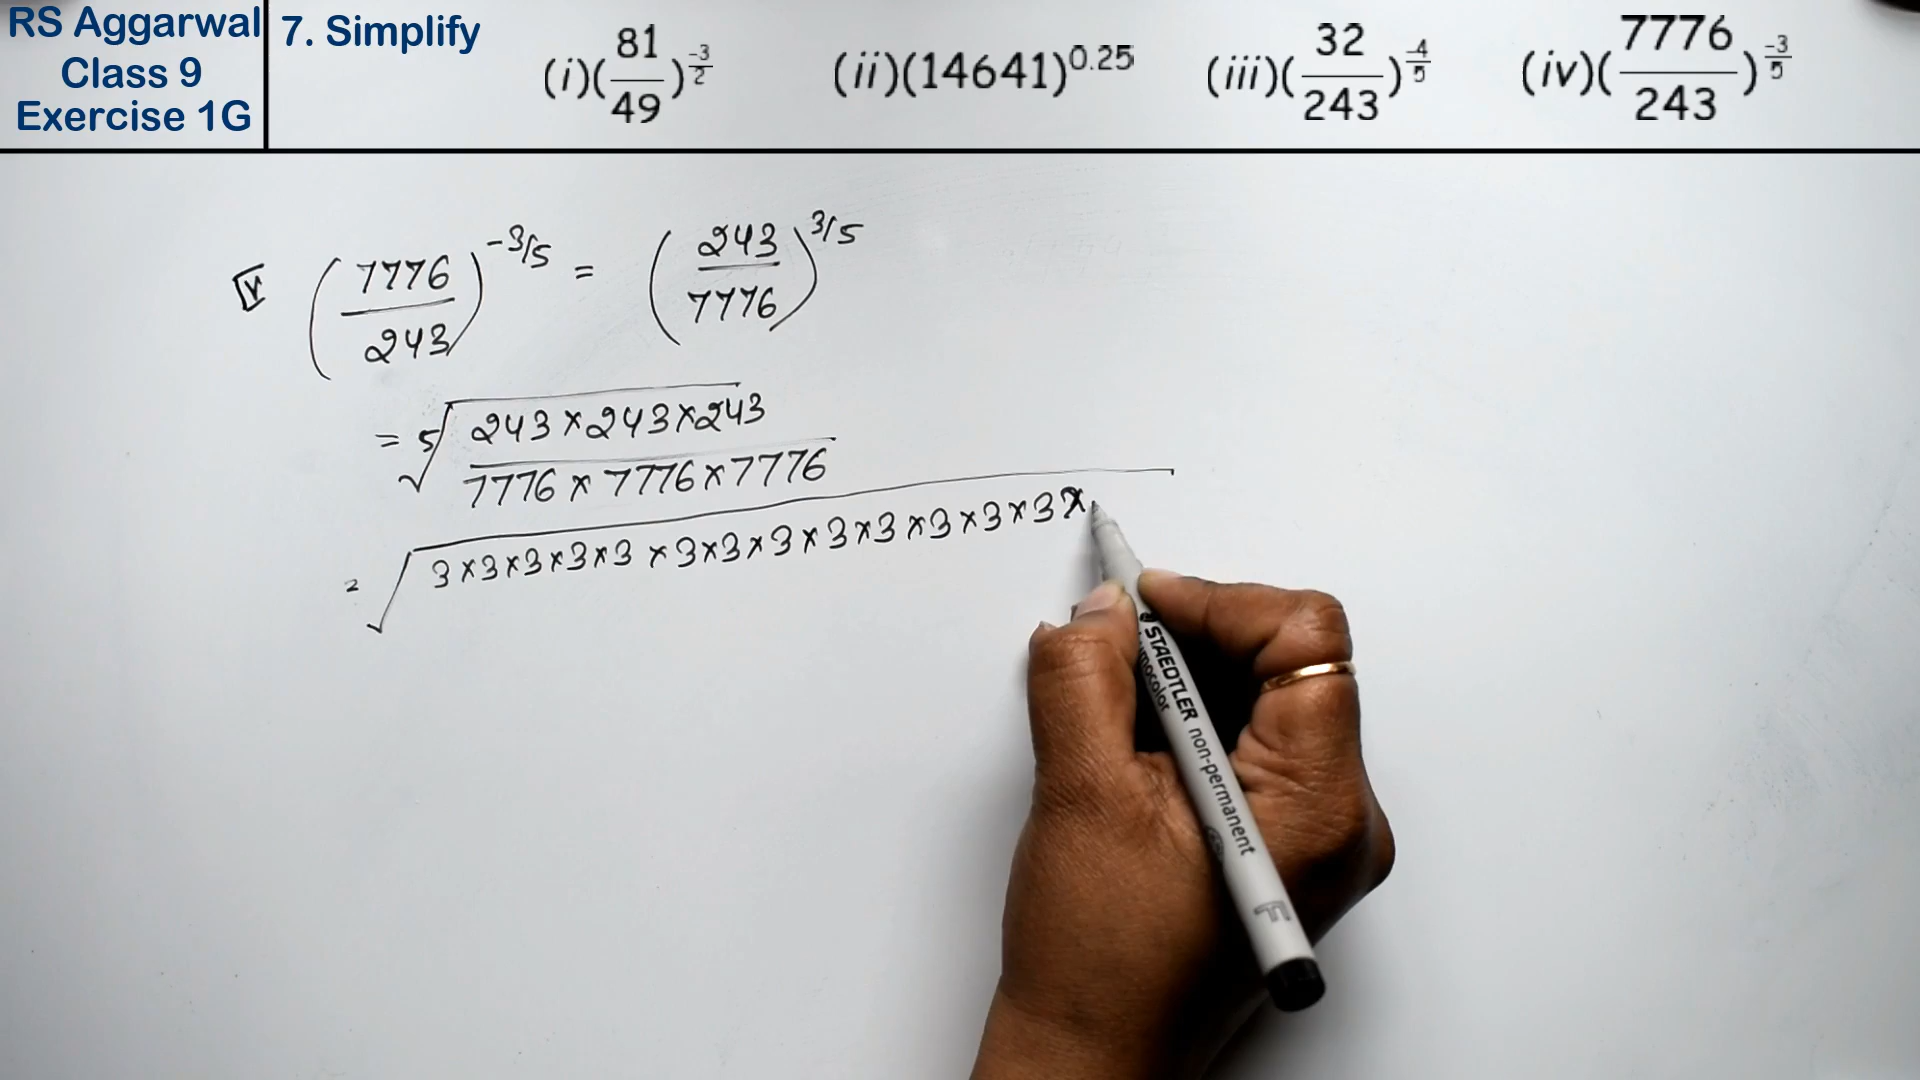 RS Aggarwal
Class 9
Exercise 1G
7. Simplify (i)(81/49)^(-3/2) (ii)(14641)^0.25 (iii)(32/243)^(-4/5) (iv)(7776/243)^(-3/5)
(7776/243)^(-3/5) = (243/7776)^(3/5)
= ⁵√(243×243×243 / 7776×7776×7776)
= √3×3×3×3×3×3×3×3×3×3×3×3×3×
STAEDTLER non-permanent
F